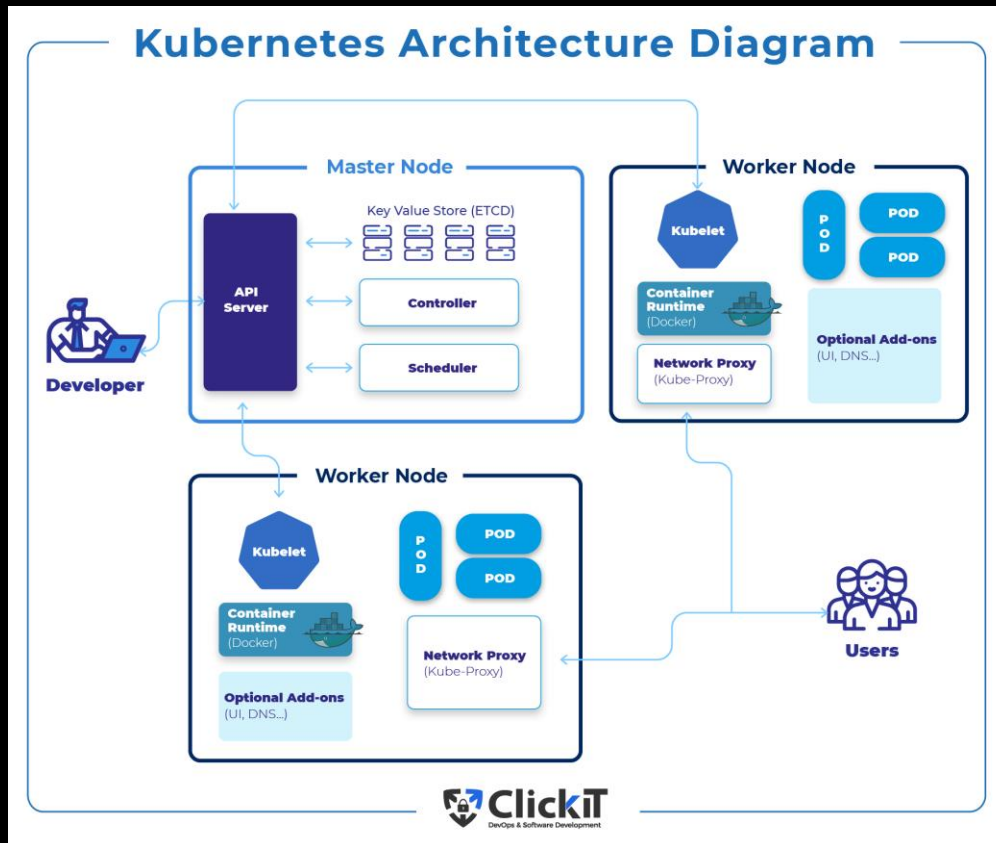 Kubernetes Architecture Diagram
Master Node
Key Value Store (ETCD)
API
Server
Controller
Scheduler
Developer
Worker Node
Kubelet
P
O
D
POD
POD
Container
Runtime
(Docker)
Network Proxy
(Kube-Proxy)
Optional Add-ons
(UI, DNS...)
Worker Node
Kubelet
P
O
D
POD
POD
Container
Runtime
(Docker)
Optional Add-ons
(UI, DNS...)
Network Proxy
(Kube-Proxy)
Users
ClickiT
DevOps & Software Development